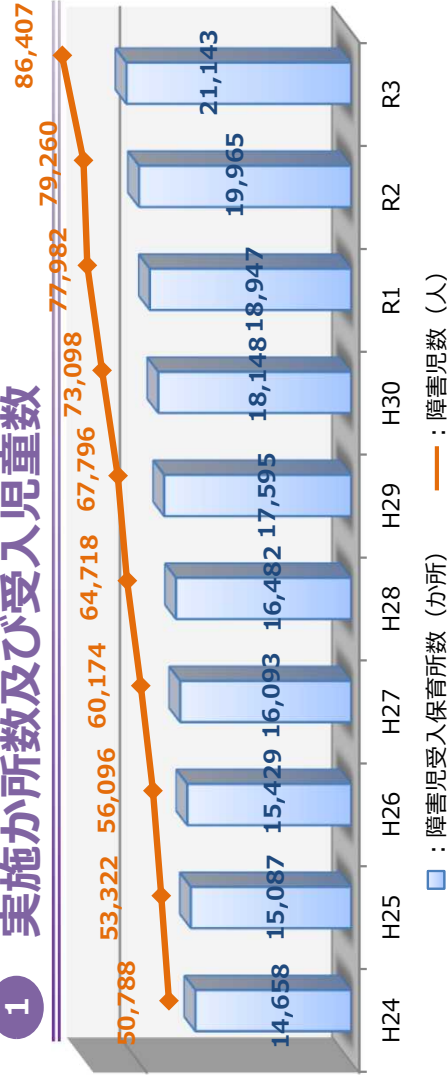 1 実施か所数及び受入児童数
50,788 53,322 56,096 60,174 64,718 67,796 73,098 77,982 79,260 86,407
14,658 15,087 15,429 16,093 16,482 17,595 18,148 18,947 19,965 21,143
H24 H25 H26 H27 H28 H29 H30 R1 R2 R3
：障害児受入保育所数（か所） ：障害児数（人）